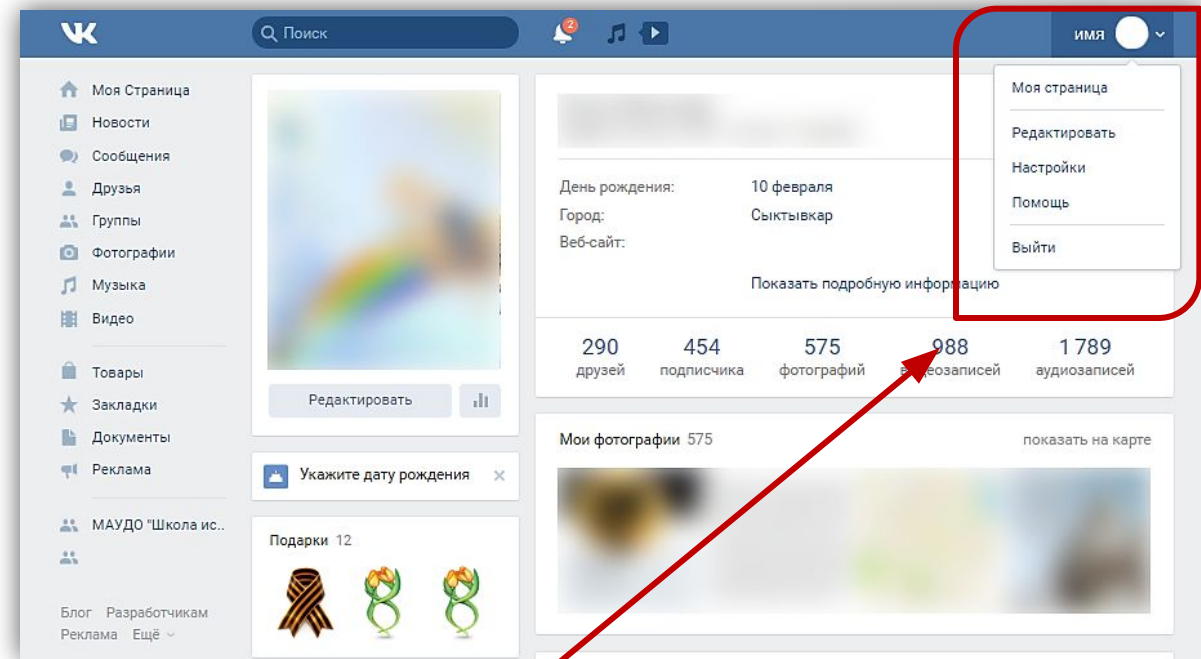 VK
Поиск
2
имя
Моя Страница
Новости
Сообщения
Друзья
Группы
Фотографии
Музыка
Видео
Товары
Закладки
Документы
Реклама
МАУДО "Школа ис..
Блог Разработчикам
Реклама Ещё
Редактировать
Укажите дату рождения
Подарки 12
День рождения: 10 февраля
Город: Сыктывкар
Веб-сайт:
Показать подробную информацию
290 454 575 988 1 789
друзей подписчика фотографий видеозаписей аудиозаписей
Мои фотографии 575 показать на карте
Моя страница
Редактировать
Настройки
Помощь
Выйти